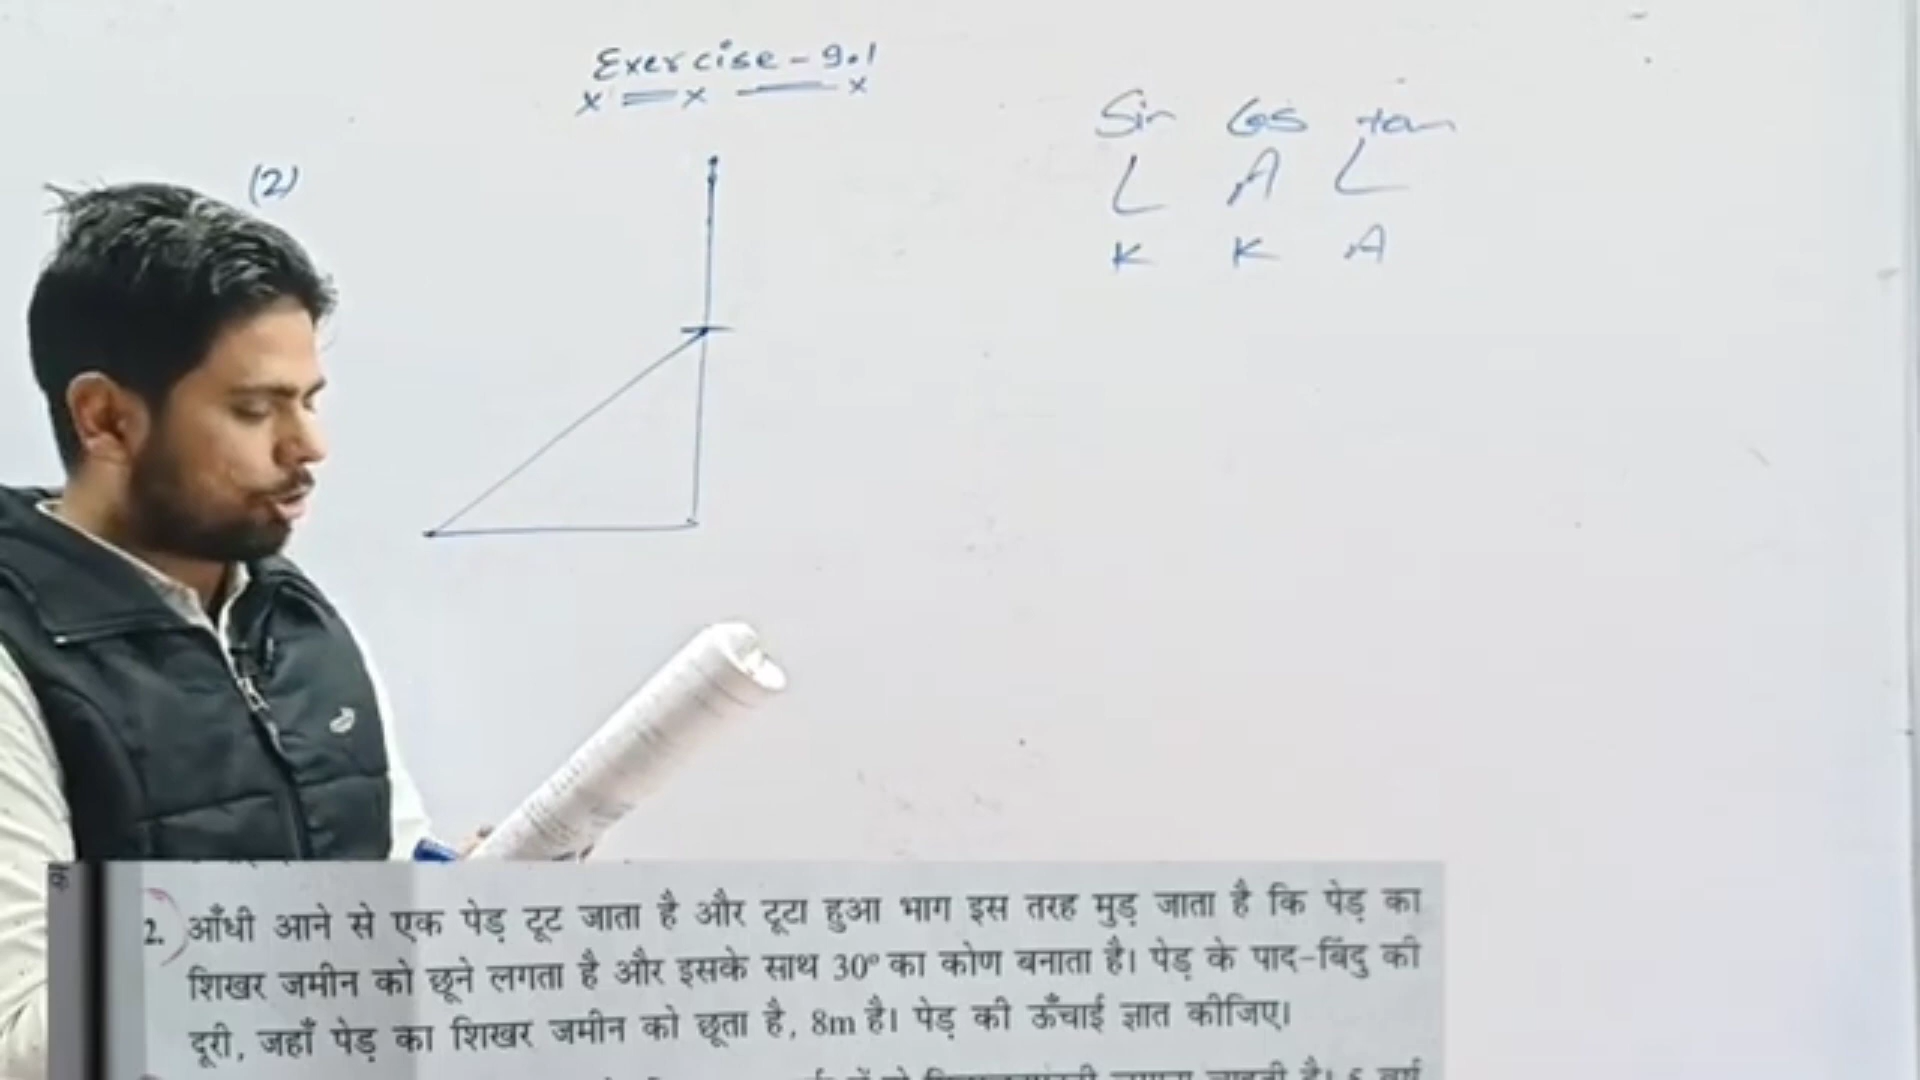 Exercise - 9.1
x = x — x
(2)
Sin Cos tan
L A L
K K A
2. आँधी आने से एक पेड़ टूट जाता है और टूटा हुआ भाग इस तरह मुड़ जाता है कि पेड़ का
शिखर जमीन को छूने लगता है और इसके साथ 30° का कोण बनाता है। पेड़ के पाद-बिंदु की
दूरी, जहाँ पेड़ का शिखर जमीन को छूता है, 8m है। पेड़ की ऊँचाई ज्ञात कीजिए।